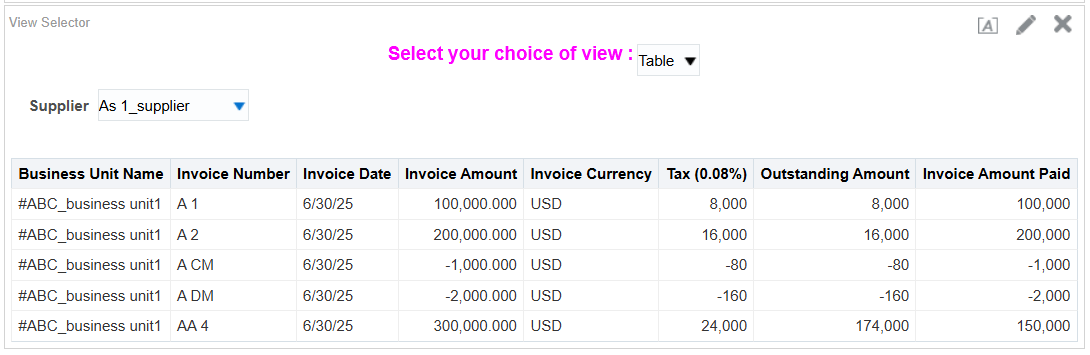 View Selector
[A]
Select your choice of view : Table
Supplier As 1_supplier
Business Unit Name Invoice Number Invoice Date Invoice Amount Invoice Currency Tax (0.08%) Outstanding Amount Invoice Amount Paid
#ABC_business unit1 A 1 6/30/25 100,000.000 USD 8,000 8,000 100,000
#ABC_business unit1 A 2 6/30/25 200,000.000 USD 16,000 16,000 200,000
#ABC_business unit1 A CM 6/30/25 -1,000.000 USD -80 -80 -1,000
#ABC_business unit1 A DM 6/30/25 -2,000.000 USD -160 -160 -2,000
#ABC_business unit1 AA 4 6/30/25 300,000.000 USD 24,000 174,000 150,000